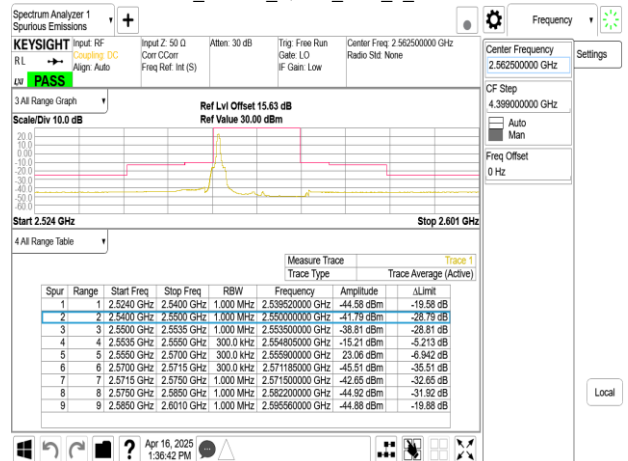 Spectrum Analyzer 1
Spurious Emissions
Frequency
KEYSIGHT
Input: RF
Coupling: DC
Align: Auto
Input Z: 50 Ω
Corr CCorr
Freq Ref: Int (S)
Atten: 30 dB
Trig: Free Run
Gate: LO
IF Gain: Low
Center Freq: 2.562500000 GHz
Radio Std: None
RL
LXI
PASS
Center Frequency
2.562500000 GHz
Settings
CF Step
4.399000000 GHz
Auto
Man
Freq Offset
0 Hz
3 All Range Graph
Scale/Div 10.0 dB
Ref Lvl Offset 15.63 dB
Ref Value 30.00 dBm
20.0
10.0
0.00
-10.0
-20.0
-30.0
-40.0
-50.0
-60.0
Start 2.524 GHz
Stop 2.601 GHz
4 All Range Table
Measure Trace Trace 1
Trace Type Trace Average (Active)
Spur Range Start Freq Stop Freq RBW Frequency Amplitude ΔLimit
1 1 2.5240 GHz 2.5400 GHz 1.000 MHz 2.539520000 GHz -44.58 dBm -19.58 dB
2 2 2.5400 GHz 2.5500 GHz 1.000 MHz 2.550000000 GHz -41.79 dBm -28.79 dB
3 3 2.5500 GHz 2.5535 GHz 1.000 MHz 2.553500000 GHz -38.81 dBm -28.81 dB
4 4 2.5535 GHz 2.5550 GHz 300.0 kHz 2.554805000 GHz -15.21 dBm -5.213 dB
5 5 2.5550 GHz 2.5700 GHz 300.0 kHz 2.555900000 GHz 23.06 dBm -6.942 dB
6 6 2.5700 GHz 2.5715 GHz 300.0 kHz 2.571185000 GHz -45.51 dBm -35.51 dB
7 7 2.5715 GHz 2.5750 GHz 1.000 MHz 2.571500000 GHz -42.65 dBm -32.65 dB
8 8 2.5750 GHz 2.5850 GHz 1.000 MHz 2.582200000 GHz -44.92 dBm -31.92 dB
9 9 2.5850 GHz 2.6010 GHz 1.000 MHz 2.595560000 GHz -44.88 dBm -19.88 dB
Local
Apr 16, 2025
1:36:42 PM